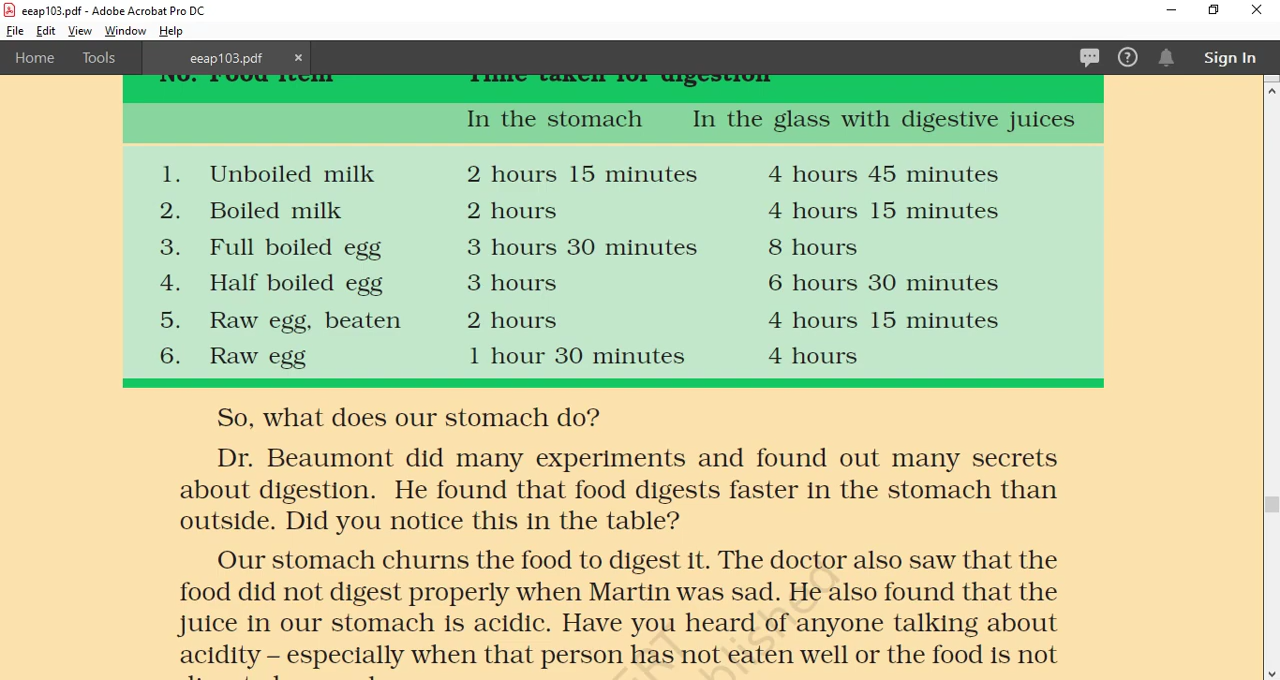 eeap103.pdf - Adobe Acrobat Pro DC
File Edit View Window Help
Home Tools eeap103.pdf × Sign In
No. Food Item Time taken for digestion
In the stomach In the glass with digestive juices
1. Unboiled milk 2 hours 15 minutes 4 hours 45 minutes
2. Boiled milk 2 hours 4 hours 15 minutes
3. Full boiled egg 3 hours 30 minutes 8 hours
4. Half boiled egg 3 hours 6 hours 30 minutes
5. Raw egg, beaten 2 hours 4 hours 15 minutes
6. Raw egg 1 hour 30 minutes 4 hours
So, what does our stomach do?
Dr. Beaumont did many experiments and found out many secrets
about digestion. He found that food digests faster in the stomach than
outside. Did you notice this in the table?
Our stomach churns the food to digest it. The doctor also saw that the
food did not digest properly when Martin was sad. He also found that the
juice in our stomach is acidic. Have you heard of anyone talking about
acidity – especially when that person has not eaten well or the food is not